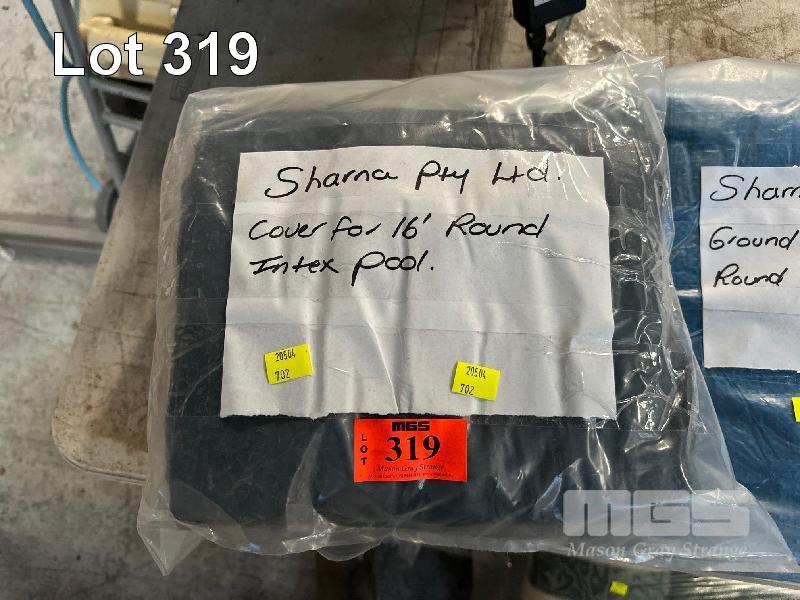 Lot 319
Sharna Pty Ltd.
Cover for 16' Round
Intex Pool.
20504
702
20504
702
MGS
LOT
319
Mason Gray Strange
Sharn
Ground
Round
MGS
Mason Gray Strange